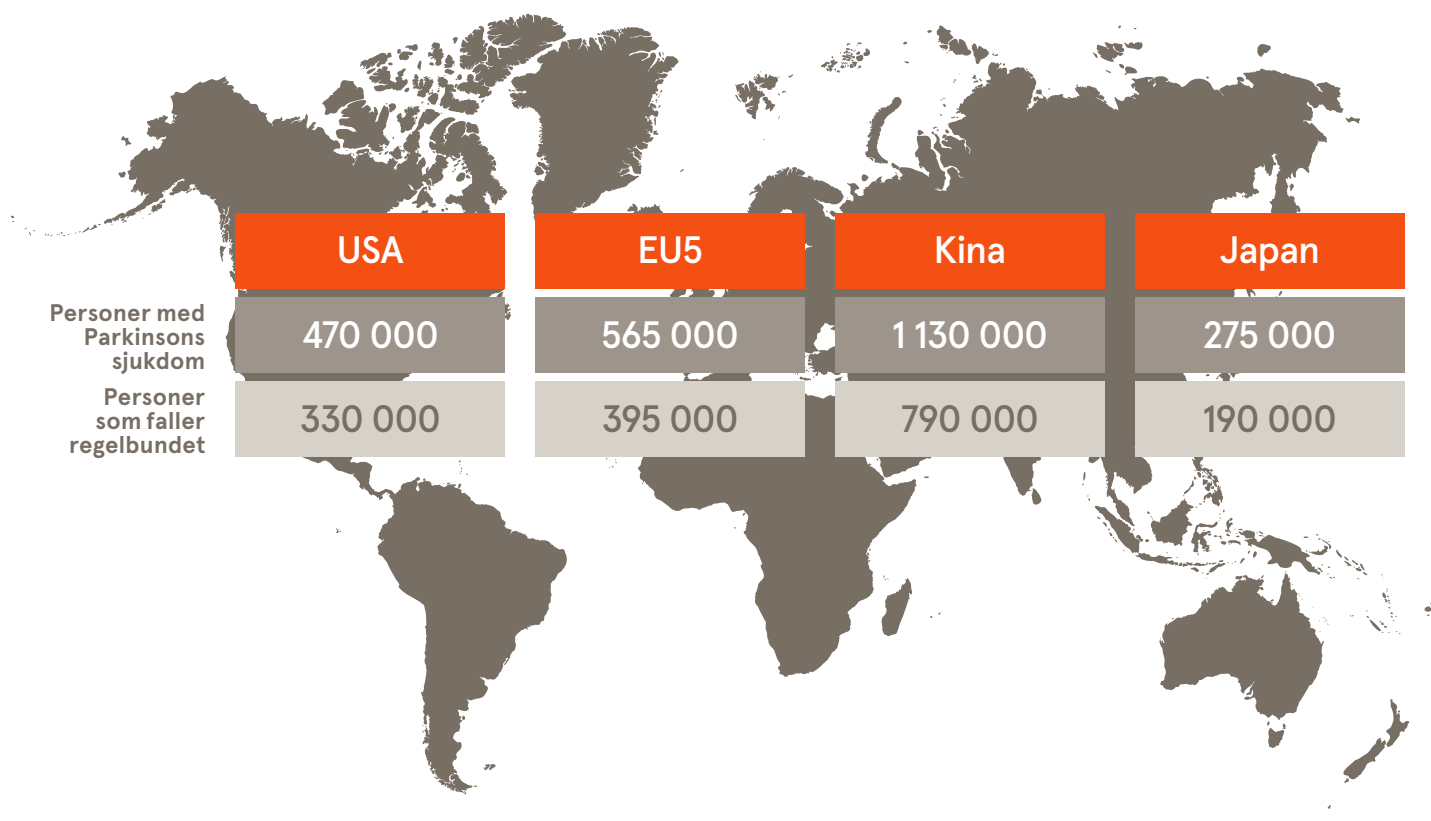 USA
EU5
Kina
Japan
Personer med
Parkinsons
sjukdom
470 000
565 000
1 130 000
275 000
Personer
som faller
regelbundet
330 000
395 000
790 000
190 000